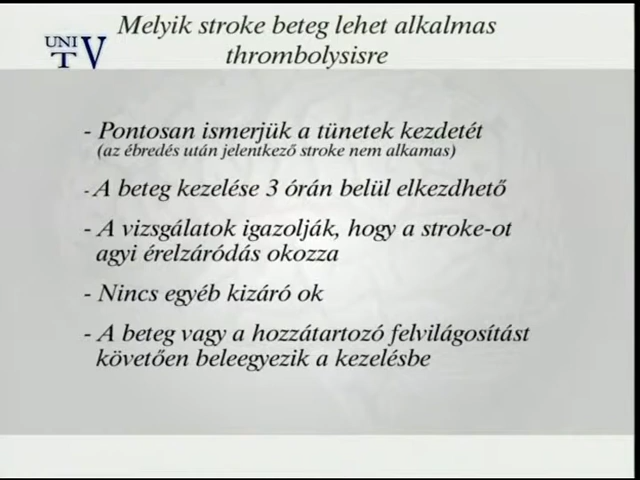 Melyik stroke beteg lehet alkalmas
thrombolysisre
UNI
TV
- Pontosan ismerjük a tünetek kezdetét
(az ébredés után jelentkező stroke nem alkamas)
- A beteg kezelése 3 órán belül elkezdhető
- A vizsgálatok igazolják, hogy a stroke-ot
agyi érelzáródás okozza
- Nincs egyéb kizáró ok
- A beteg vagy a hozzátartozó felvilágosítást
követően beleegyezik a kezelésbe